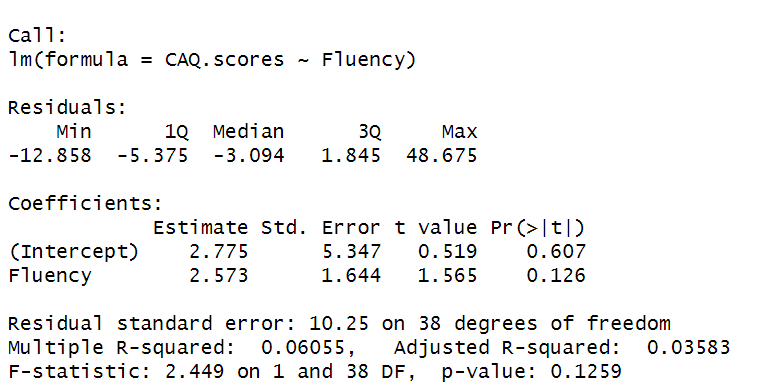 Call:
lm(formula = CAQ.scores ~ Fluency)
Residuals:
Min 1Q Median 3Q Max
-12.858 -5.375 -3.094 1.845 48.675
Coefficients:
Estimate Std. Error t value Pr(>|t|)
(Intercept) 2.775 5.347 0.519 0.607
Fluency 2.573 1.644 1.565 0.126
Residual standard error: 10.25 on 38 degrees of freedom
Multiple R-squared: 0.06055, Adjusted R-squared: 0.03583
F-statistic: 2.449 on 1 and 38 DF, p-value: 0.1259